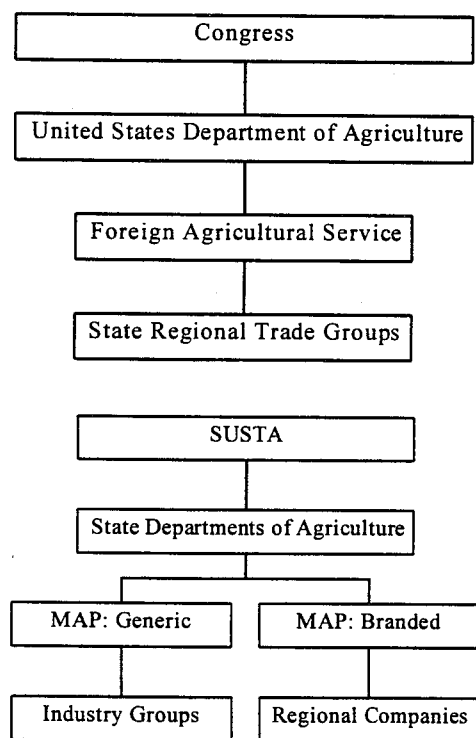 Congress
United States Department of Agriculture
Foreign Agricultural Service
State Regional Trade Groups
SUSTA
State Departments of Agriculture
MAP: Generic
MAP: Branded
Industry Groups
Regional Companies